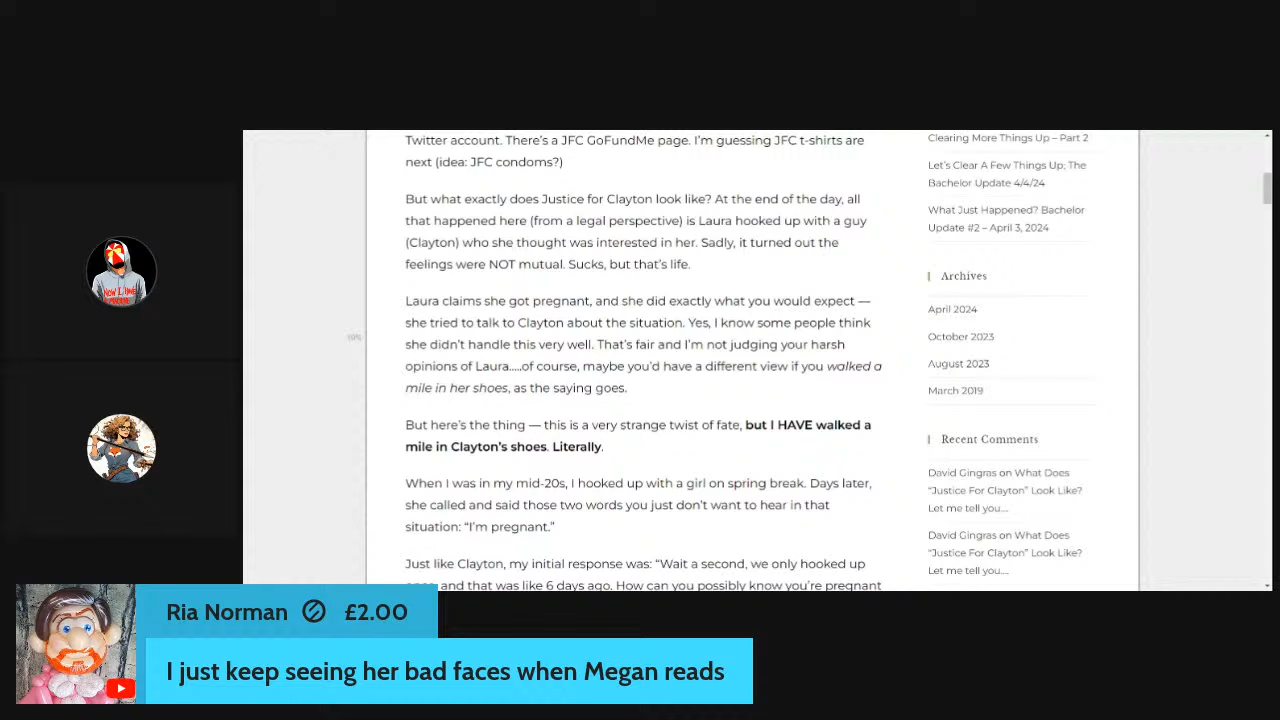 Twitter account. There's a JFC GoFundMe page. I'm guessing JFC t-shirts are
next (idea: JFC condoms?)
But what exactly does Justice for Clayton look like? At the end of the day, all
that happened here (from a legal perspective) is Laura hooked up with a guy
(Clayton) who she thought was interested in her. Sadly, it turned out the
feelings were NOT mutual. Sucks, but that's life.
Laura claims she got pregnant, and she did exactly what you would expect —
she tried to talk to Clayton about the situation. Yes, I know some people think
she didn't handle this very well. That's fair and I'm not judging your harsh
opinions of Laura.....of course, maybe you'd have a different view if you walked a
mile in her shoes, as the saying goes.
But here's the thing — this is a very strange twist of fate, but I HAVE walked a
mile in Clayton's shoes. Literally.
When I was in my mid-20s, I hooked up with a girl on spring break. Days later,
she called and said those two words you just don't want to hear in that
situation: "I'm pregnant."
Just like Clayton, my initial response was: "Wait a second, we only hooked up
and that was like 6 days ago. How can you possibly know you're pregnant
19%
Clearing More Things Up – Part 2
Let's Clear A Few Things Up; The
Bachelor Update 4/4/24
What Just Happened? Bachelor
Update #2 – April 3, 2024
Archives
April 2024
October 2023
August 2023
March 2019
Recent Comments
David Gingras on What Does
"Justice For Clayton" Look Like?
Let me tell you....
David Gingras on What Does
"Justice For Clayton" Look Like?
Let me tell you....
Ria Norman £2.00
I just keep seeing her bad faces when Megan reads